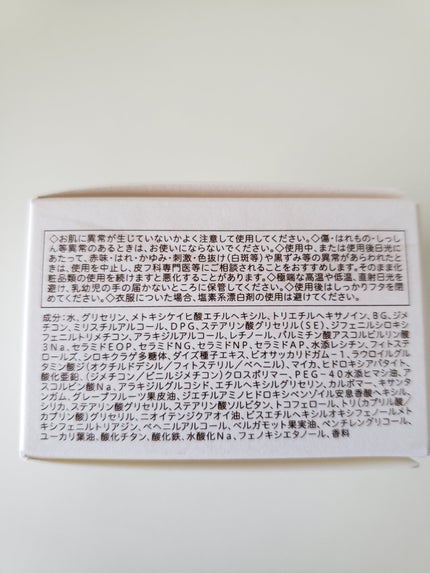 ◇お肌に異常が生じていないかよく注意して使用してください。◇傷・はれもの・しっし
ん等異常のあるときは、お使いにならないでください。◇使用中、または使用後日光に
あたって、赤味・はれ・かゆみ・刺激・色抜け(白斑等)や黒ずみ等の異常があらわれたと
きは、使用を中止し、皮フ科専門医等にご相談されることをおすすめします。そのまま化
粧品類の使用を続けますと悪化することがあります。◇極端な高温や低温、直射日光を
避け、乳幼児の手の届かないところに保管してください。◇使用後はしっかりフタを閉
めてください。◇衣服についた場合、塩素系漂白剤の使用は避けてください。
成分:水、グリセリン、メトキシケイヒ酸エチルヘキシル、トリエチルヘキサノイン、BG、ジメ
チコン、ミリスチルアルコール、DPG、ステアリン酸グリセリル(SE)、ジフェニルシロキシ
フェニルトリメチコン、アラキジルアルコール、レチノール、パルミチン酸アスコルビルリン酸
3Na、セラミドEOP、セラミドNG、セラミドNP、セラミドAP、水添レシチン、フィトステ
ロールズ、シロキクラゲ多糖体、ダイズ種子エキス、ビオサッカリドガム-1、ラウロイルグル
タミン酸ジ(オクチルドデシル/フィトステリル/ベヘニル)、マイカ、ヒドロキシアパタイト、
酸化亜鉛、(ジメチコン/ビニルジメチコン)クロスポリマー、PEG-40水添ヒマシ油、ア
スコルビン酸Na、アラキジルグルコシド、エチルヘキシルグリセリン、カルボマー、キサンタ
ンガム、グレープフルーツ果皮油、ジエチルアミノヒドロキシベンゾイル安息香酸ヘキシル、
シリカ、ステアリン酸グリセリル、ステアリン酸ソルビタン、トコフェロール、トリ(カプリル酸/
カプリン酸)グリセリル、ニオイテンジクアオイ油、ビスエチルヘキシルオキシフェノールメト
キシフェニルトリアジン、ベヘニルアルコール、ベルガモット果実油、ペンチレングリコール、
ユーカリ葉油、酸化チタン、酸化鉄、水酸化Na、フェノキシエタノール、香料